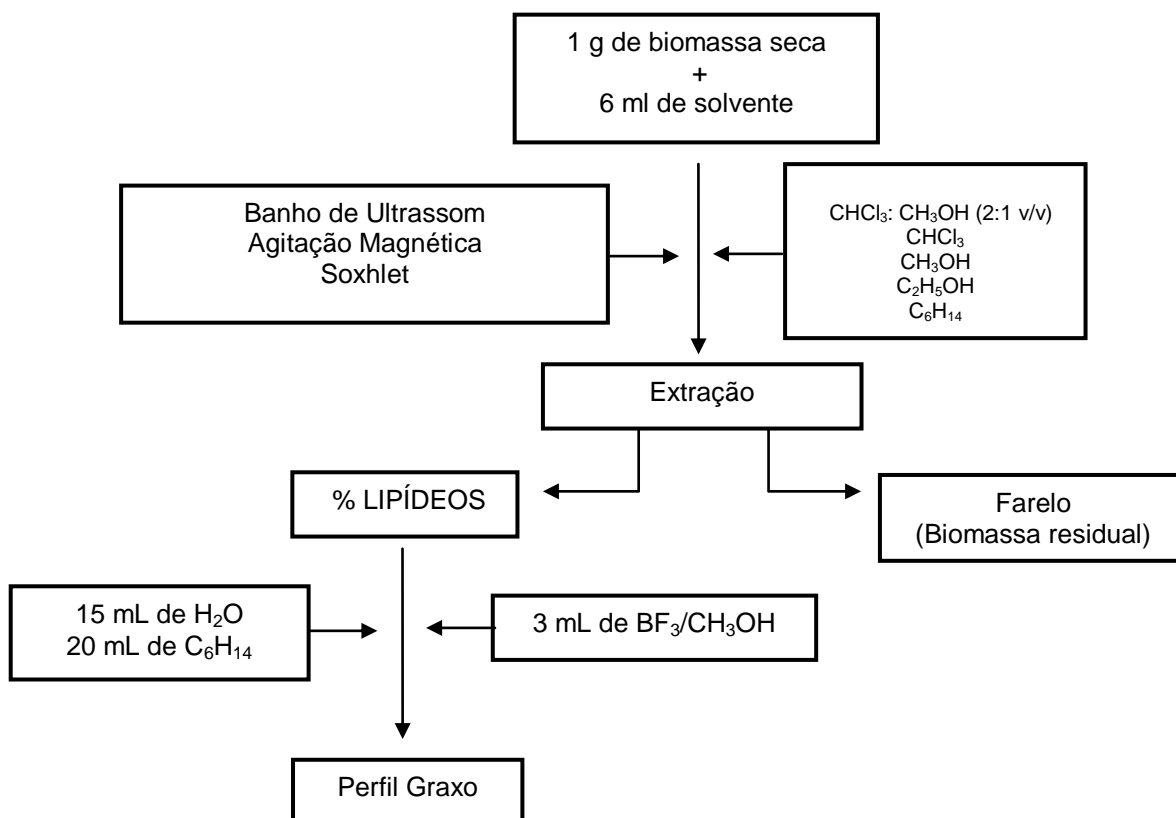 1 g de biomassa seca
+
6 ml de solvente
Banho de Ultrassom
Agitação Magnética
Soxhlet
CHCl₃: CH₃OH (2:1 v/v)
CHCl₃
CH₃OH
C₂H₅OH
C₆H₁₄
Extração
% LIPÍDEOS
Farelo
(Biomassa residual)
15 mL de H₂O
20 mL de C₆H₁₄
3 mL de BF₃/CH₃OH
Perfil Graxo